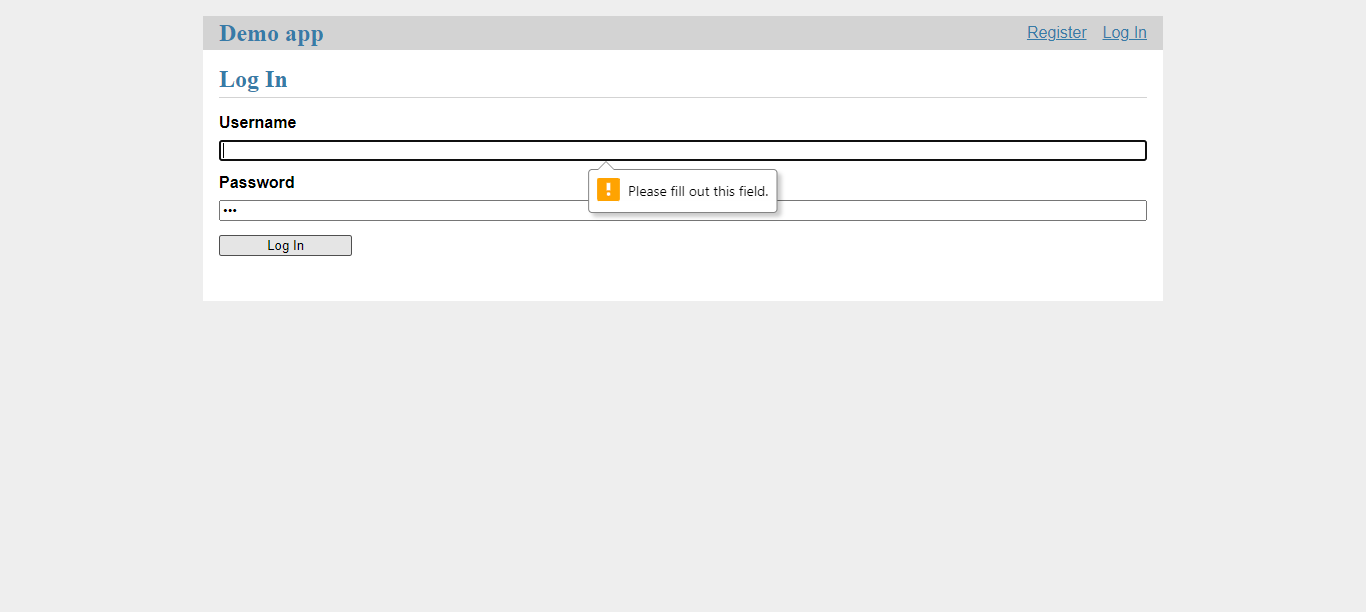 Demo app Register Log In
Log In
Username
Password
Please fill out this field.
•••
Log In